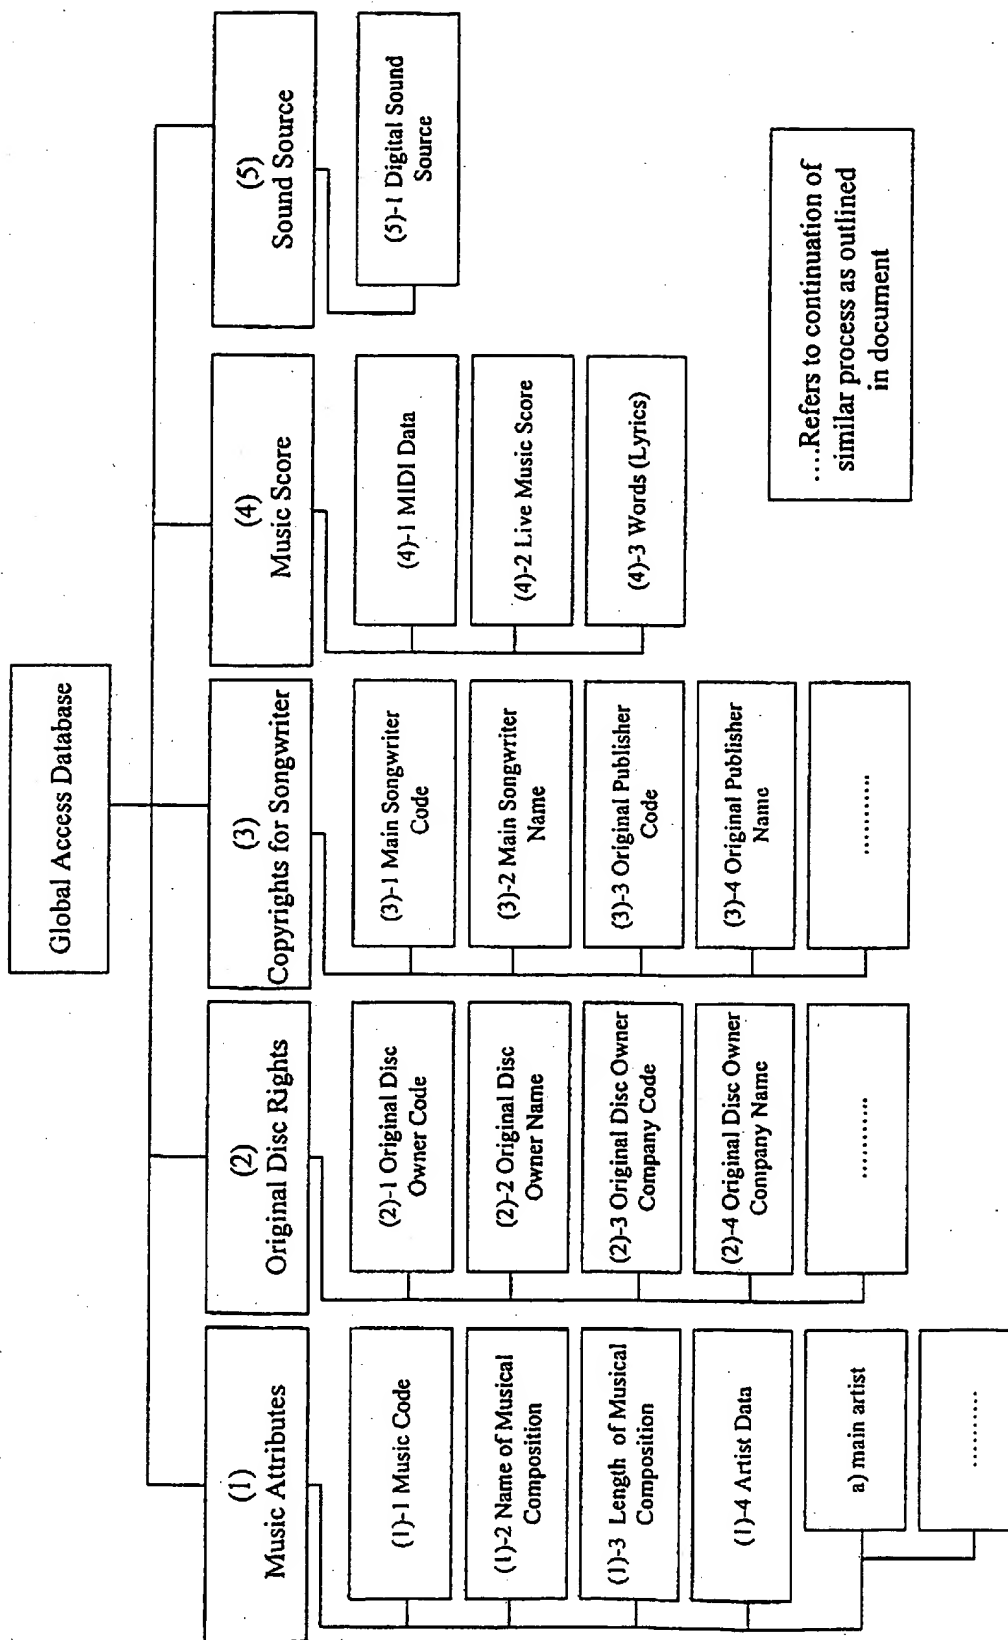 Global Access Database
(1)
Music Attributes
(1)-1 Music Code
(1)-2 Name of Musical
Composition
(1)-3 Length of Musical
Composition
(1)-4 Artist Data
a) main artist
..........
(2)
Original Disc Rights
(2)-1 Original Disc
Owner Code
(2)-2 Original Disc
Owner Name
(2)-3 Original Disc Owner
Company Code
(2)-4 Original Disc Owner
Company Name
..........
(3)
Copyrights for Songwriter
(3)-1 Main Songwriter
Code
(3)-2 Main Songwriter
Name
(3)-3 Original Publisher
Code
(3)-4 Original Publisher
Name
..........
(4)
Music Score
(4)-1 MIDI Data
(4)-2 Live Music Score
(4)-3 Words (Lyrics)
(5)
Sound Source
(5)-1 Digital Sound
Source
....Refers to continuation of
similar process as outlined
in document